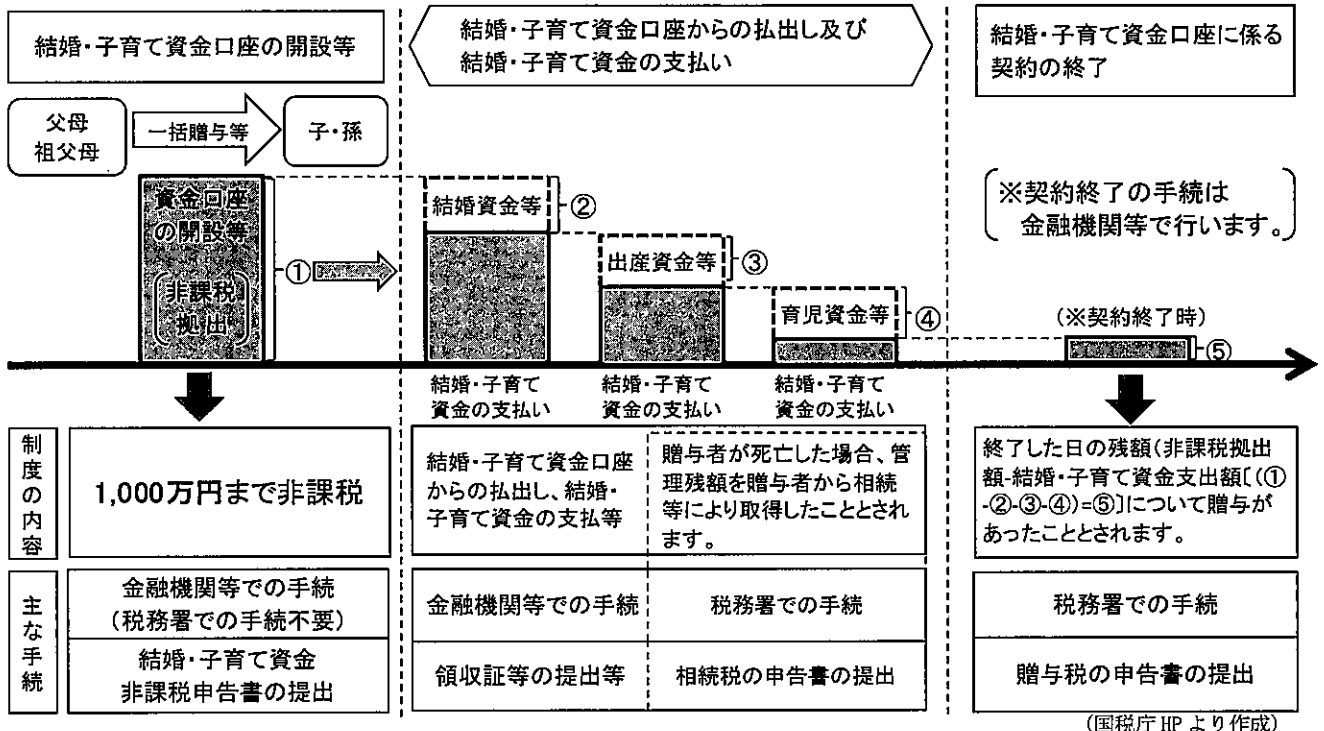 結婚・子育て資金口座の開設等
結婚・子育て資金口座からの払出し及び
結婚・子育て資金の支払い
結婚・子育て資金口座に係る
契約の終了
父母
祖父母
一括贈与等
子・孫
資金口座
の開設等
非課税
拠出
①
結婚資金等
②
出産資金等
③
育児資金等
④
※契約終了の手続は
金融機関等で行います。
(※契約終了時)
⑤
結婚・子育て
資金の支払い
結婚・子育て
資金の支払い
結婚・子育て
資金の支払い
制度の内容
1,000万円まで非課税
結婚・子育て資金口座
からの払出し、結婚・
子育て資金の支払等
贈与者が死亡した場合、管
理残額を贈与者から相続
等により取得したこととされ
ます。
終了した日の残額(非課税拠出
額-結婚・子育て資金支出額[(①
-②-③-④)=⑤]について贈与が
あったこととされます。
主な手続
金融機関等での手続
(税務署での手続不要)
結婚・子育て資金
非課税申告書の提出
金融機関等での手続
領収証等の提出等
税務署での手続
相続税の申告書の提出
税務署での手続
贈与税の申告書の提出
(国税庁HPより作成)